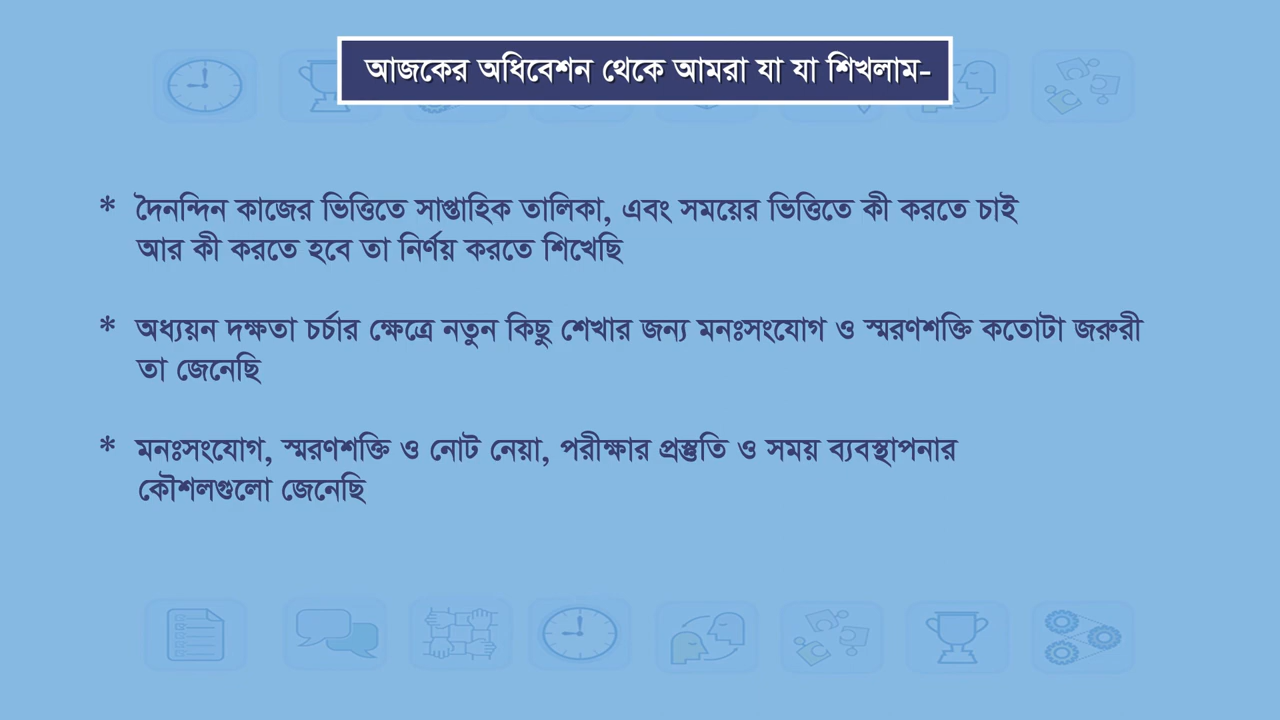 আজকের অধিবেশন থেকে আমরা যা যা শিখলাম-
* দৈনন্দিন কাজের ভিত্তিতে সাপ্তাহিক তালিকা, এবং সময়ের ভিত্তিতে কী করতে চাই
আর কী করতে হবে তা নির্ণয় করতে শিখেছি
* অধ্যয়ন দক্ষতা চর্চার ক্ষেত্রে নতুন কিছু শেখার জন্য মনঃসংযোগ ও স্মরণশক্তি কতোটা জরুরী
তা জেনেছি
* মনঃসংযোগ, স্মরণশক্তি ও নোট নেয়া, পরীক্ষার প্রস্তুতি ও সময় ব্যবস্থাপনার
কৌশলগুলো জেনেছি